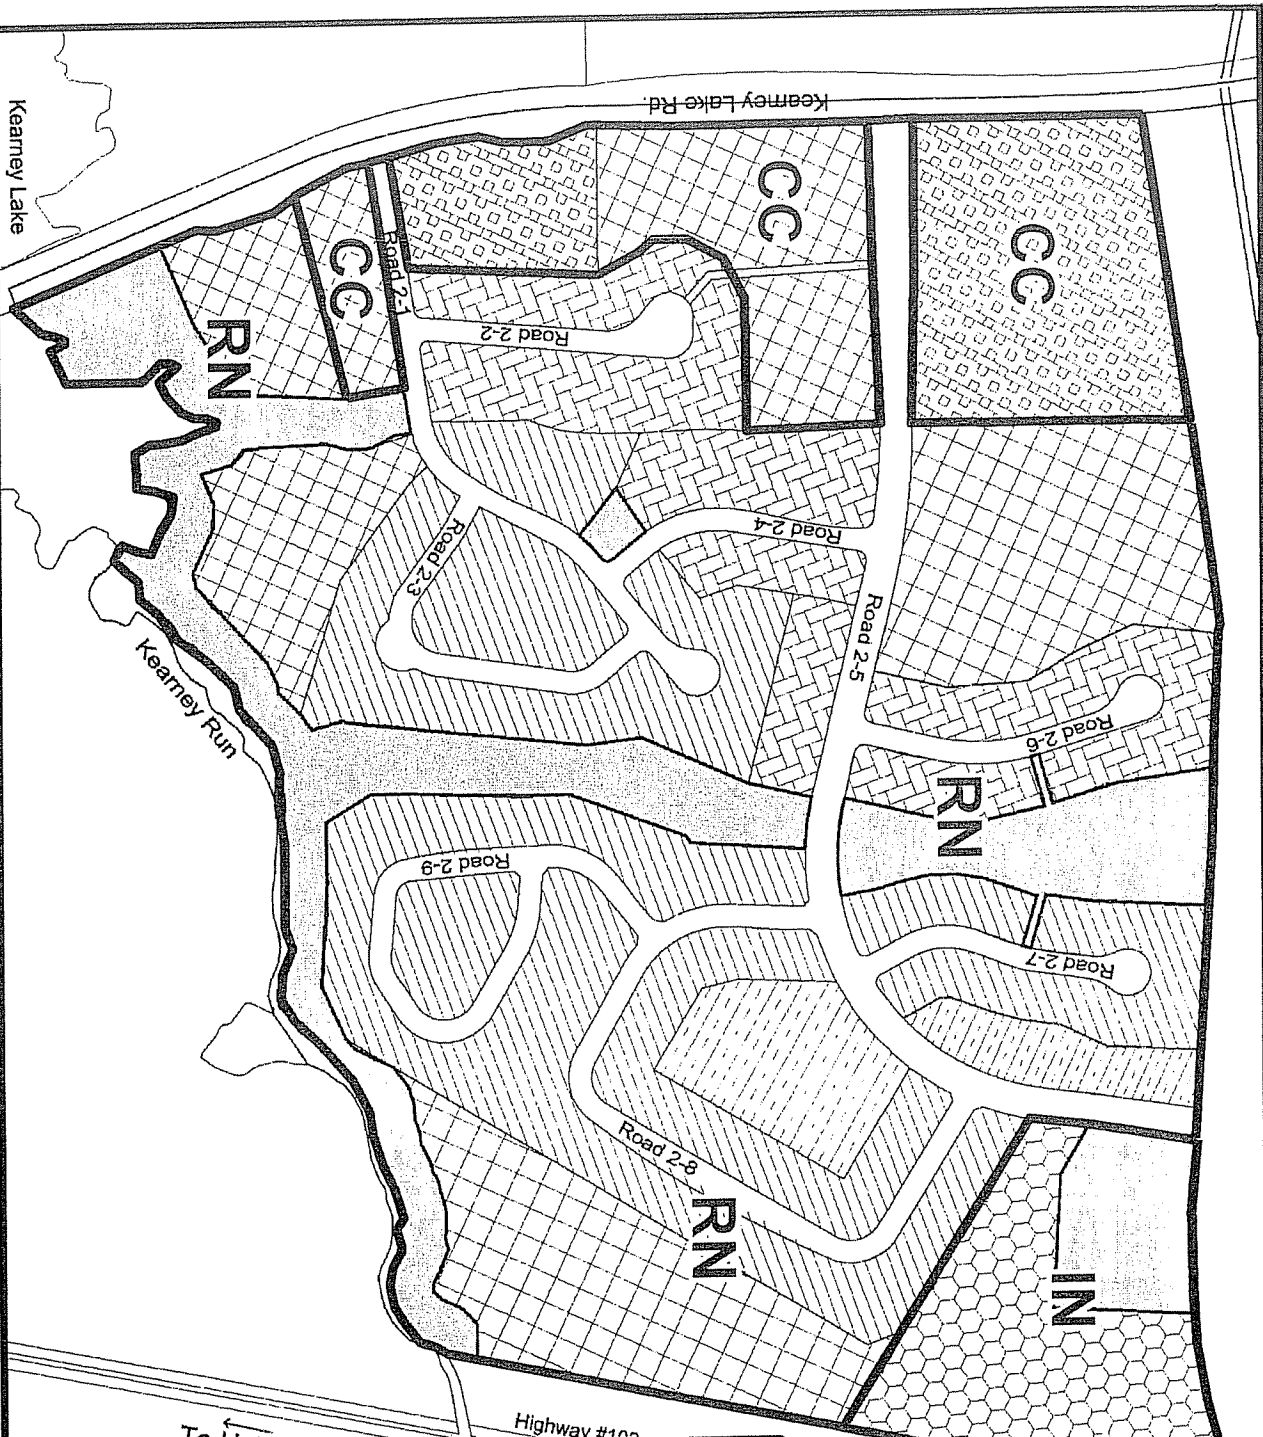 Kearney Lake
Kearney Lake Rd.
CC
CC
CC
Road 2-1
Road 2-2
RN
Road 2-4
Road 2-3
Road 2-5
Kearney Run
Road 2-6
RN
Road 2-9
Road 2-7
Road 2-8
RN
IN
Highway
To